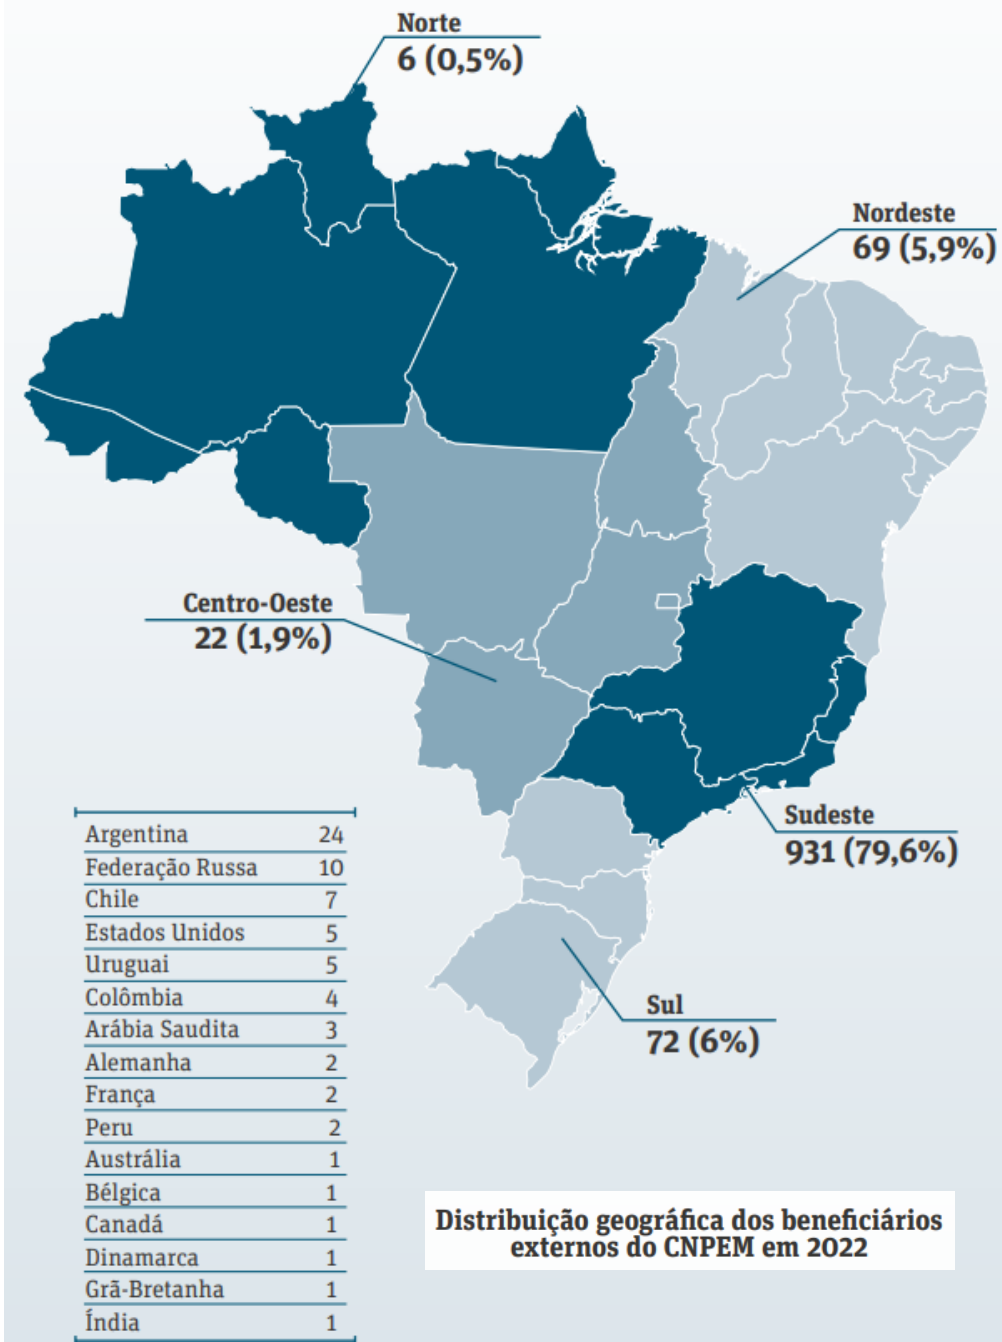 Norte
6 (0,5%)
Nordeste
69 (5,9%)
Centro-Oeste
22 (1,9%)
Sudeste
931 (79,6%)
Sul
72 (6%)
Argentina 24
Federação Russa 10
Chile 7
Estados Unidos 5
Uruguai 5
Colômbia 4
Arábia Saudita 3
Alemanha 2
França 2
Peru 2
Austrália 1
Bélgica 1
Canadá 1
Dinamarca 1
Grã-Bretanha 1
Índia 1
Distribuição geográfica dos beneficiários
externos do CNPEM em 2022